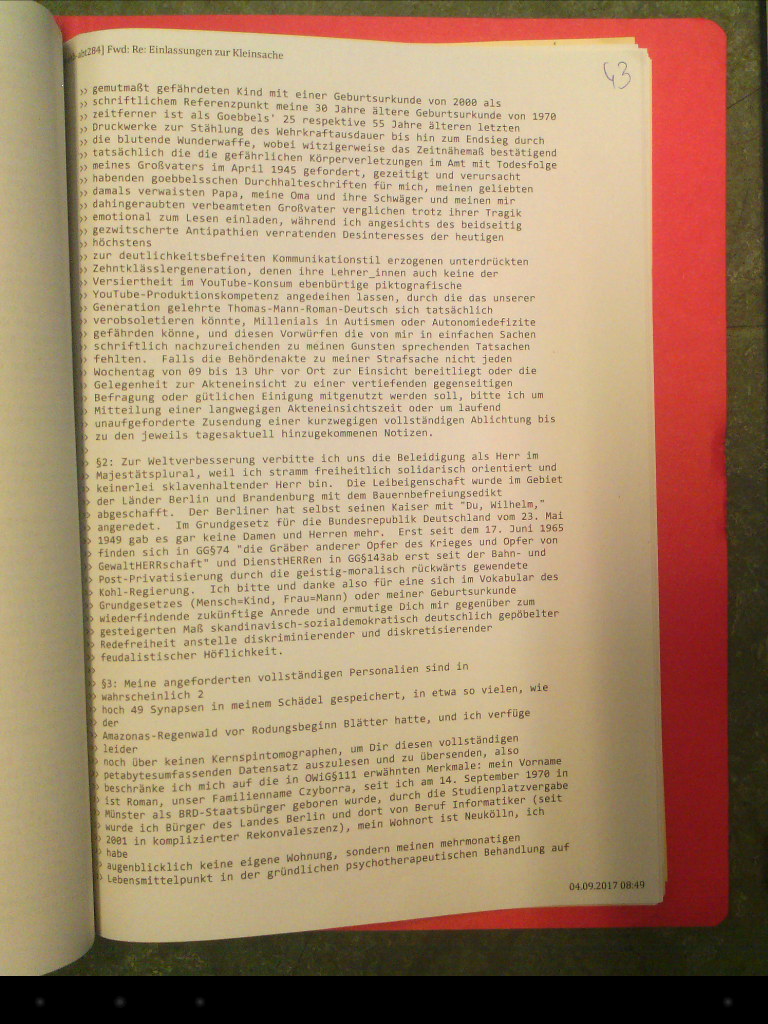 abt284] Fwd: Re: Einlassungen zur Kleinsache
43
>> gemutmaßt gefährdeten Kind mit einer Geburtsurkunde von 2000 als
>> schriftlichem Referenzpunkt meine 30 Jahre ältere Geburtsurkunde von 1970
>> zeitferner ist als Goebbels' 25 respektive 55 Jahre älteren letzten
>> Druckwerke zur Stählung des Wehrkraftausdauer bis hin zum Endsieg durch
>> die blutende Wunderwaffe, wobei witzigerweise das Zeitnähemaß bestätigend
>> tatsächlich die die gefährlichen Körperverletzungen im Amt mit Todesfolge
>> meines Großvaters im April 1945 gefordert, gezeitigt und verursacht
>> habenden goebbelsschen Durchhalteschriften für mich, meinen geliebten
>> damals verwaisten Papa, meine Oma und ihre Schwäger und meinen mir
>> dahingeraubten verbeamteten Großvater verglichen trotz ihrer Tragik
>> emotional zum Lesen einladen, während ich angesichts des beidseitig
>> gezwitscherte Antipathien verratenden Desinteresses der heutigen
>> höchstens
>> zur deutlichkeitsbefreiten Kommunikationstil erzogenen unterdrückten
>> Zehntklässlergeneration, denen ihre Lehrer_innen auch keine der
>> Versiertheit im YouTube-Konsum ebenbürtige piktografische
>> YouTube-Produktionskompetenz angedeihen lassen, durch die das unserer
>> Generation gelehrte Thomas-Mann-Roman-Deutsch sich tatsächlich
>> verobsoletieren könnte, Millenials in Autismen oder Autonomiedefizite
>> gefährden könne, und diesen Vorwürfen die von mir in einfachen Sachen
>> schriftlich nachzureichenden zu meinen Gunsten sprechenden Tatsachen
>> fehlten.  Falls die Behördenakte zu meiner Strafsache nicht jeden
>> Wochentag von 09 bis 13 Uhr vor Ort zur Einsicht bereitliegt oder die
>> Gelegenheit zur Akteneinsicht zu einer vertiefenden gegenseitigen
>> Befragung oder gütlichen Einigung mitgenutzt werden soll, bitte ich um
>> Mitteilung einer langwegigen Akteneinsichtszeit oder um laufend
>> unaufgeforderte Zusendung einer kurzwegigen vollständigen Ablichtung bis
>> zu den jeweils tagesaktuell hinzugekommenen Notizen.
>>
>> §2: Zur Weltverbesserung verbitte ich uns die Beleidigung als Herr im
>> Majestätsplural, weil ich stramm freiheitlich solidarisch orientiert und
>> keinerlei sklavenhaltender Herr bin.  Die Leibeigenschaft wurde im Gebiet
>> der Länder Berlin und Brandenburg mit dem Bauernbefreiungsedikt
>> abgeschafft.  Der Berliner hat selbst seinen Kaiser mit "Du, Wilhelm,"
>> angeredet.  Im Grundgesetz für die Bundesrepublik Deutschland vom 23. Mai
>> 1949 gab es gar keine Damen und Herren mehr.  Erst seit dem 17. Juni 1965
>> finden sich in GG§74 "die Gräber anderer Opfer des Krieges und Opfer von
>> GewaltHERRschaft" und DienstHERRen in GG§143ab erst seit der Bahn- und
>> Post-Privatisierung durch die geistig-moralisch rückwärts gewendete
>> Kohl-Regierung.  Ich bitte und danke also für eine sich im Vokabular des
>> Grundgesetzes (Mensch=Kind, Frau=Mann) oder meiner Geburtsurkunde
>> wiederfindende zukünftige Anrede und ermutige Dich mir gegenüber zum
>> gesteigerten Maß skandinavisch-sozialdemokratisch deutschlich gepöbelter
>> Redefreiheit anstelle diskriminierender und diskretisierender
>> feudalistischer Höflichkeit.
>>
>> §3: Meine angeforderten vollständigen Personalien sind in
>> wahrscheinlich 2
>> hoch 49 Synapsen in meinem Schädel gespeichert, in etwa so vielen, wie
>> der
>> Amazonas-Regenwald vor Rodungsbeginn Blätter hatte, und ich verfüge
>> leider
>> noch über keinen Kernspintomographen, um Dir diesen vollständigen
>> petabytesumfassenden Datensatz auszulesen und zu übersenden, also
>> beschränke ich mich auf die in OWiG§111 erwähnten Merkmale: mein Vorname
>> ist Roman, unser Familienname Czyborra, seit ich am 14. September 1970 in
>> Münster als BRD-Staatsbürger geboren wurde, durch die Studienplatzvergabe
>> wurde ich Bürger des Landes Berlin und dort von Beruf Informatiker (seit
>> 2001 in komplizierter Rekonvaleszenz), mein Wohnort ist Neukölln, ich
>> habe
>> augenblicklich keine eigene Wohnung, sondern meinen mehrmonatigen
>> Lebensmittelpunkt in der gründlichen psychotherapeutischen Behandlung auf
04.09.2017 08:49